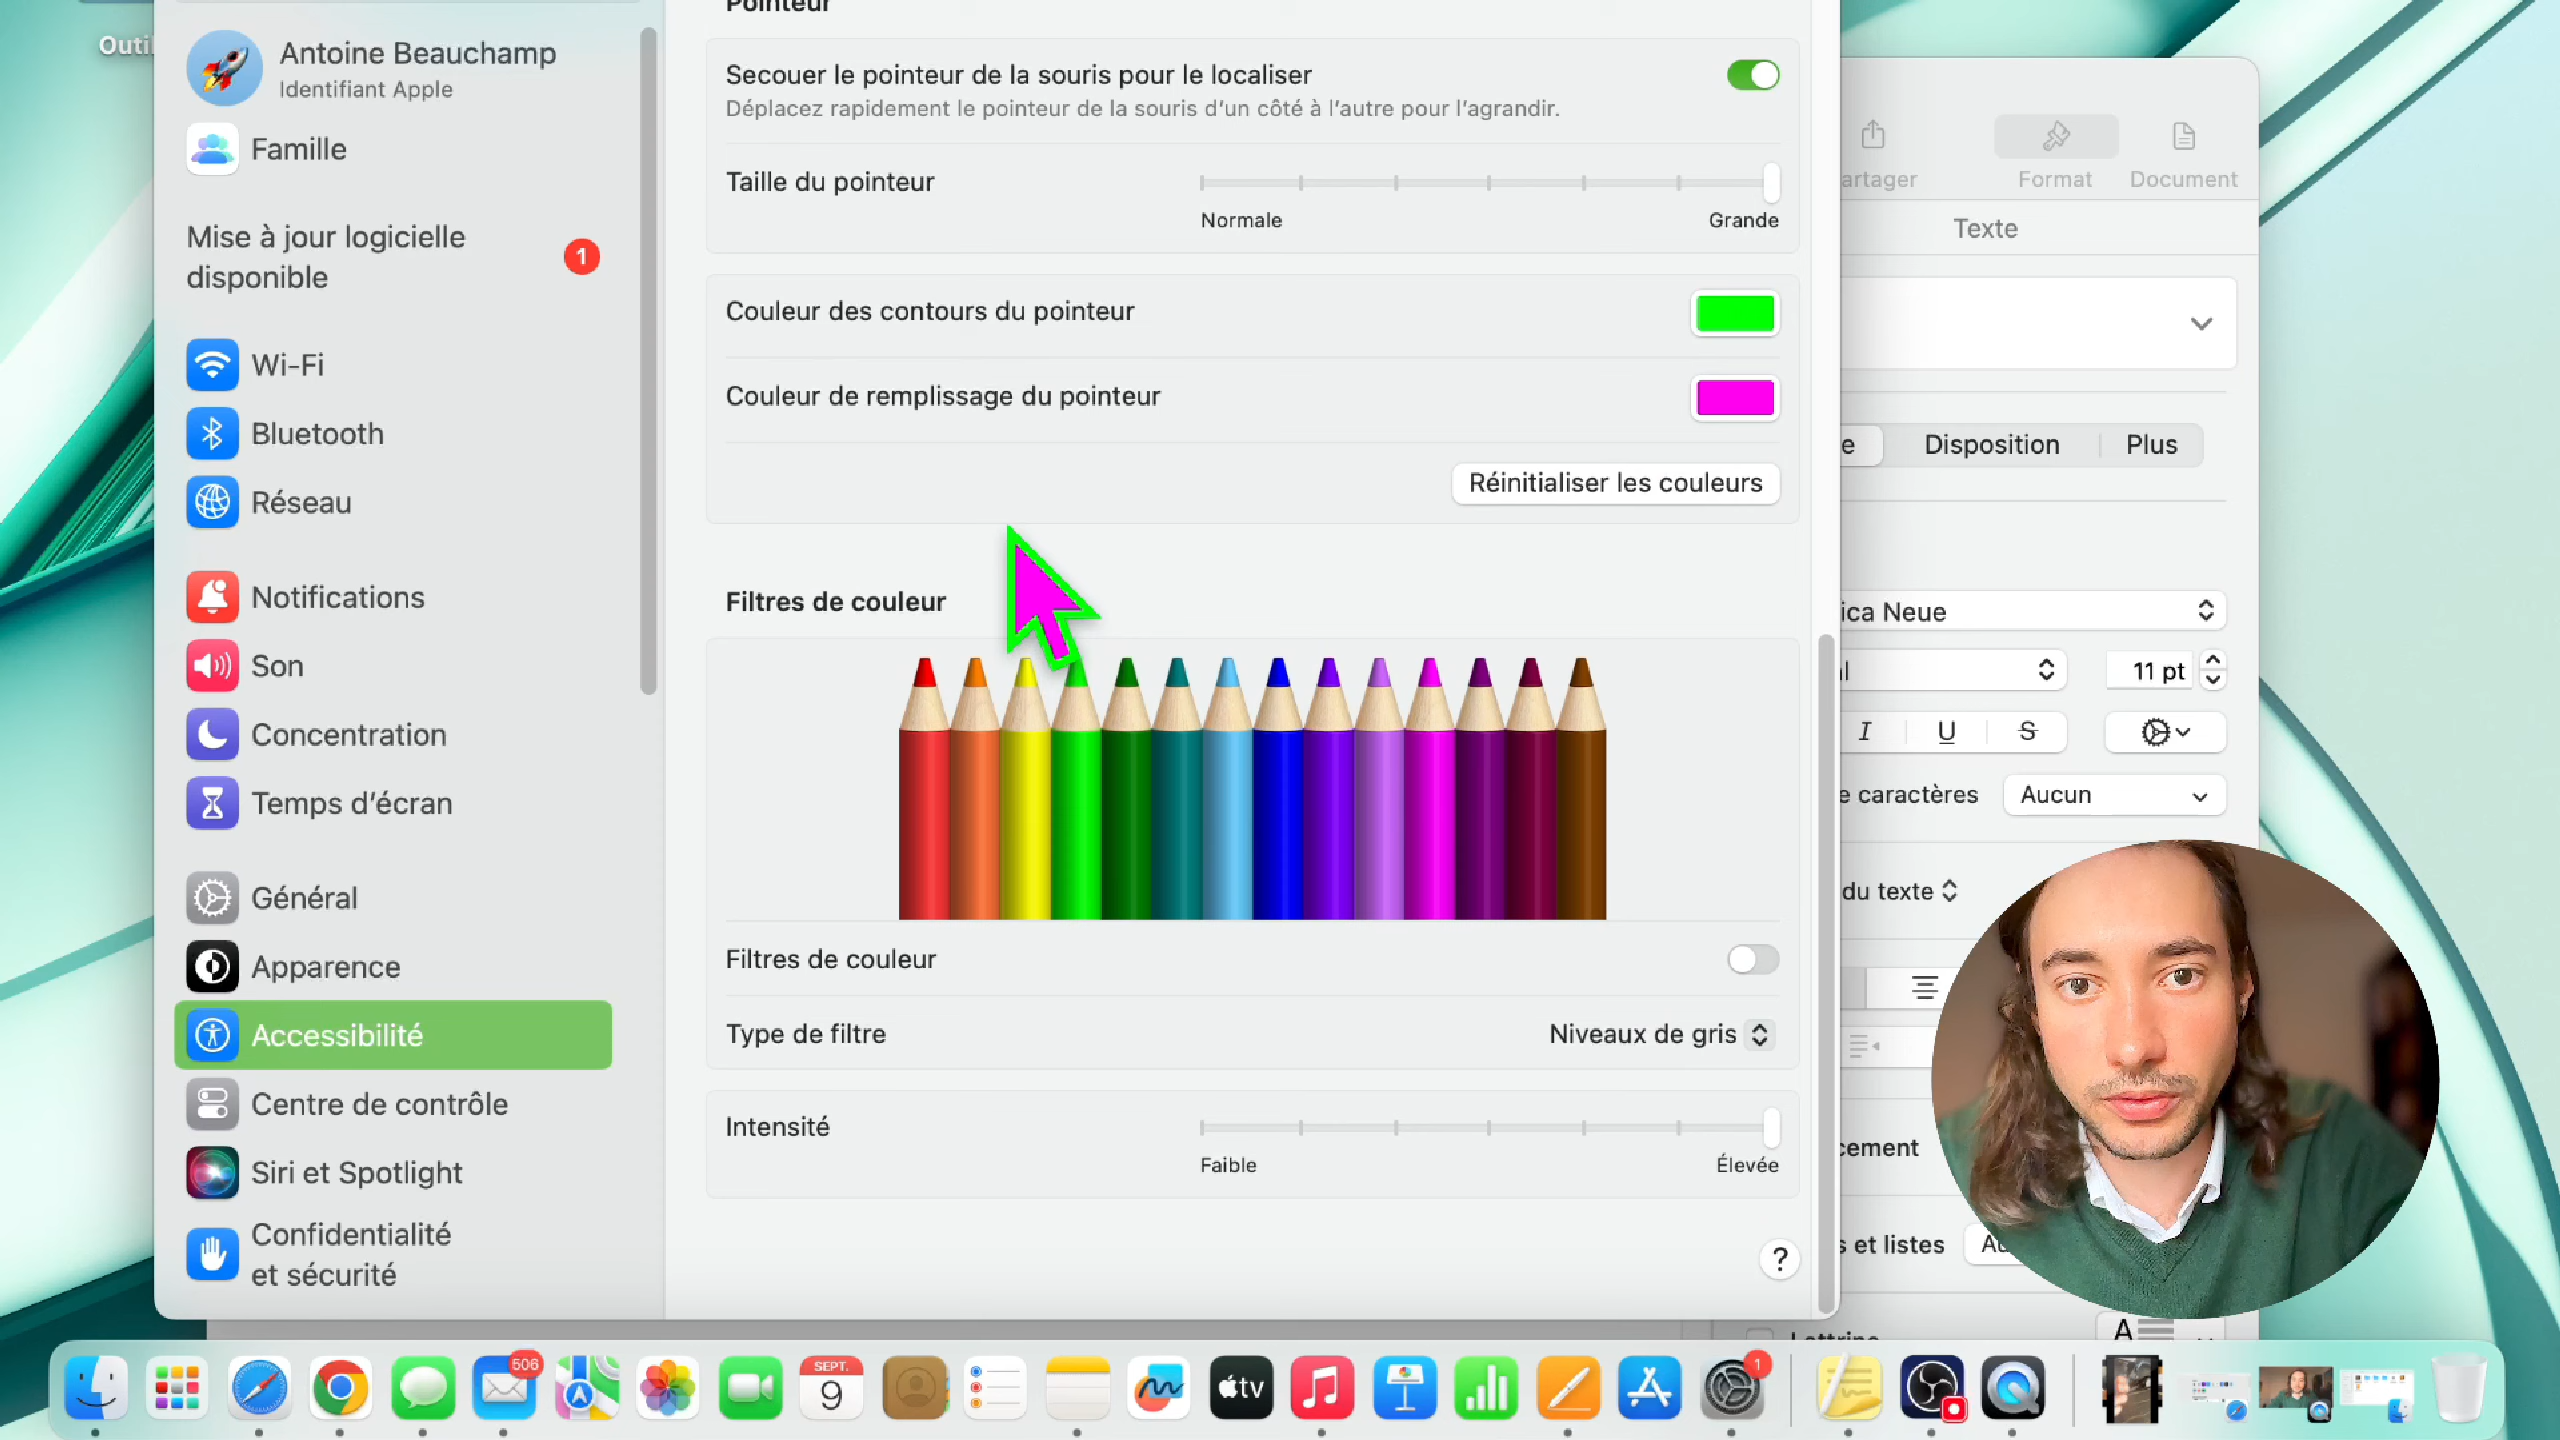 Outil
Antoine Beauchamp
Identifiant Apple
Famille
Mise à jour logicielle
disponible
1
Wi-Fi
Bluetooth
Réseau
Notifications
Son
Concentration
Temps d'écran
Général
Apparence
Accessibilité
Centre de contrôle
Siri et Spotlight
Confidentialité
et sécurité
Pointeur
Secouer le pointeur de la souris pour le localiser
Déplacez rapidement le pointeur de la souris d'un côté à l'autre pour l'agrandir.
Taille du pointeur
Normale
Grande
Couleur des contours du pointeur
Couleur de remplissage du pointeur
Réinitialiser les couleurs
Filtres de couleur
Filtres de couleur
Type de filtre
Niveaux de gris
Intensité
Faible
Élevée
?
artager
Format
Document
Texte
e
Disposition
Plus
ica Neue
l
11 pt
I
U
S
e caractères
Aucun
du texte
cement
s et listes
A
606
SEPT.
9
tv
1